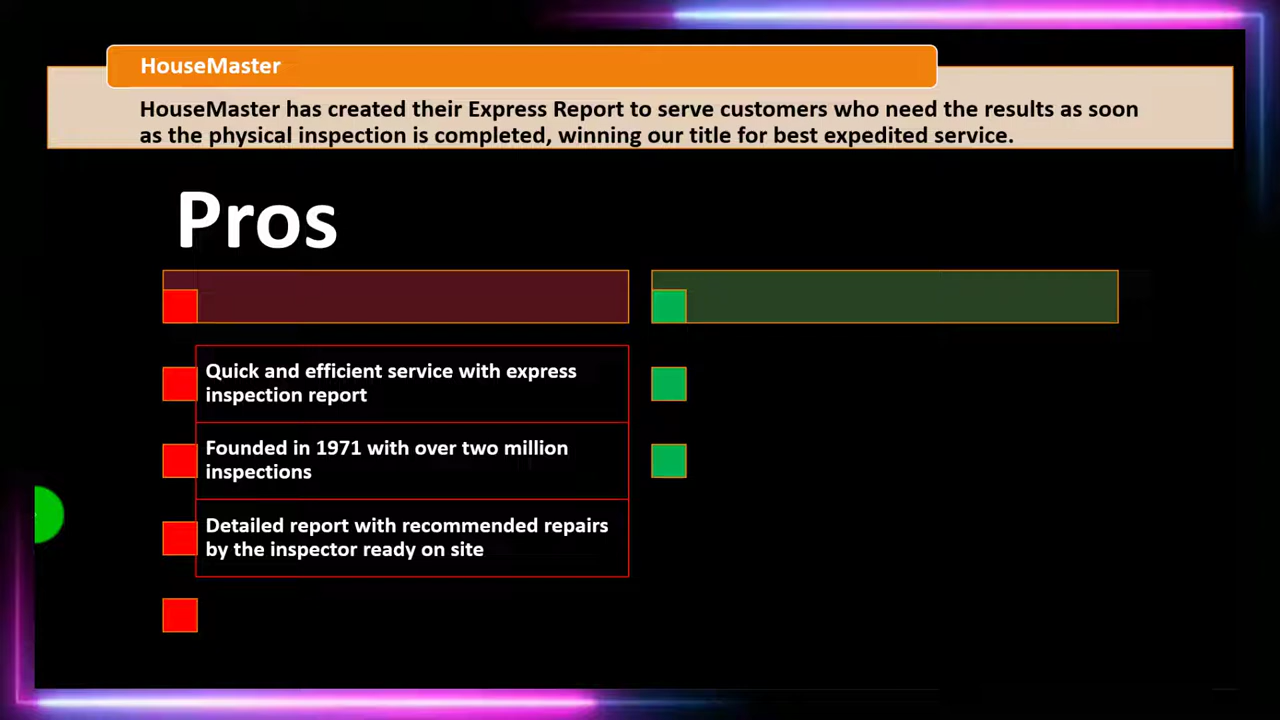 HouseMaster
HouseMaster has created their Express Report to serve customers who need the results as soon
as the physical inspection is completed, winning our title for best expedited service.
Pros
Quick and efficient service with express
inspection report
Founded in 1971 with over two million
inspections
Detailed report with recommended repairs
by the inspector ready on site